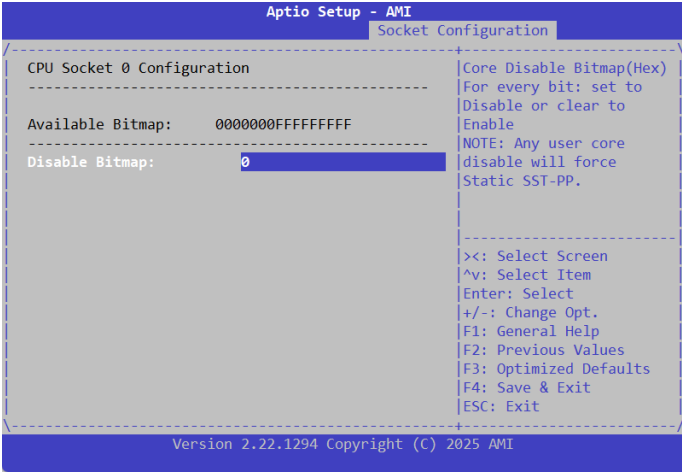 Aptio Setup - AMI
Socket Configuration
CPU Socket 0 Configuration
Available Bitmap: 0000000FFFFFFFFF
Disable Bitmap: 0
Core Disable Bitmap(Hex)
For every bit: set to
Disable or clear to
Enable
NOTE: Any user core
disable will force
Static SST-PP.
><: Select Screen
^v: Select Item
Enter: Select
+/-: Change Opt.
F1: General Help
F2: Previous Values
F3: Optimized Defaults
F4: Save & Exit
ESC: Exit
Version 2.22.1294 Copyright (C) 2025 AMI